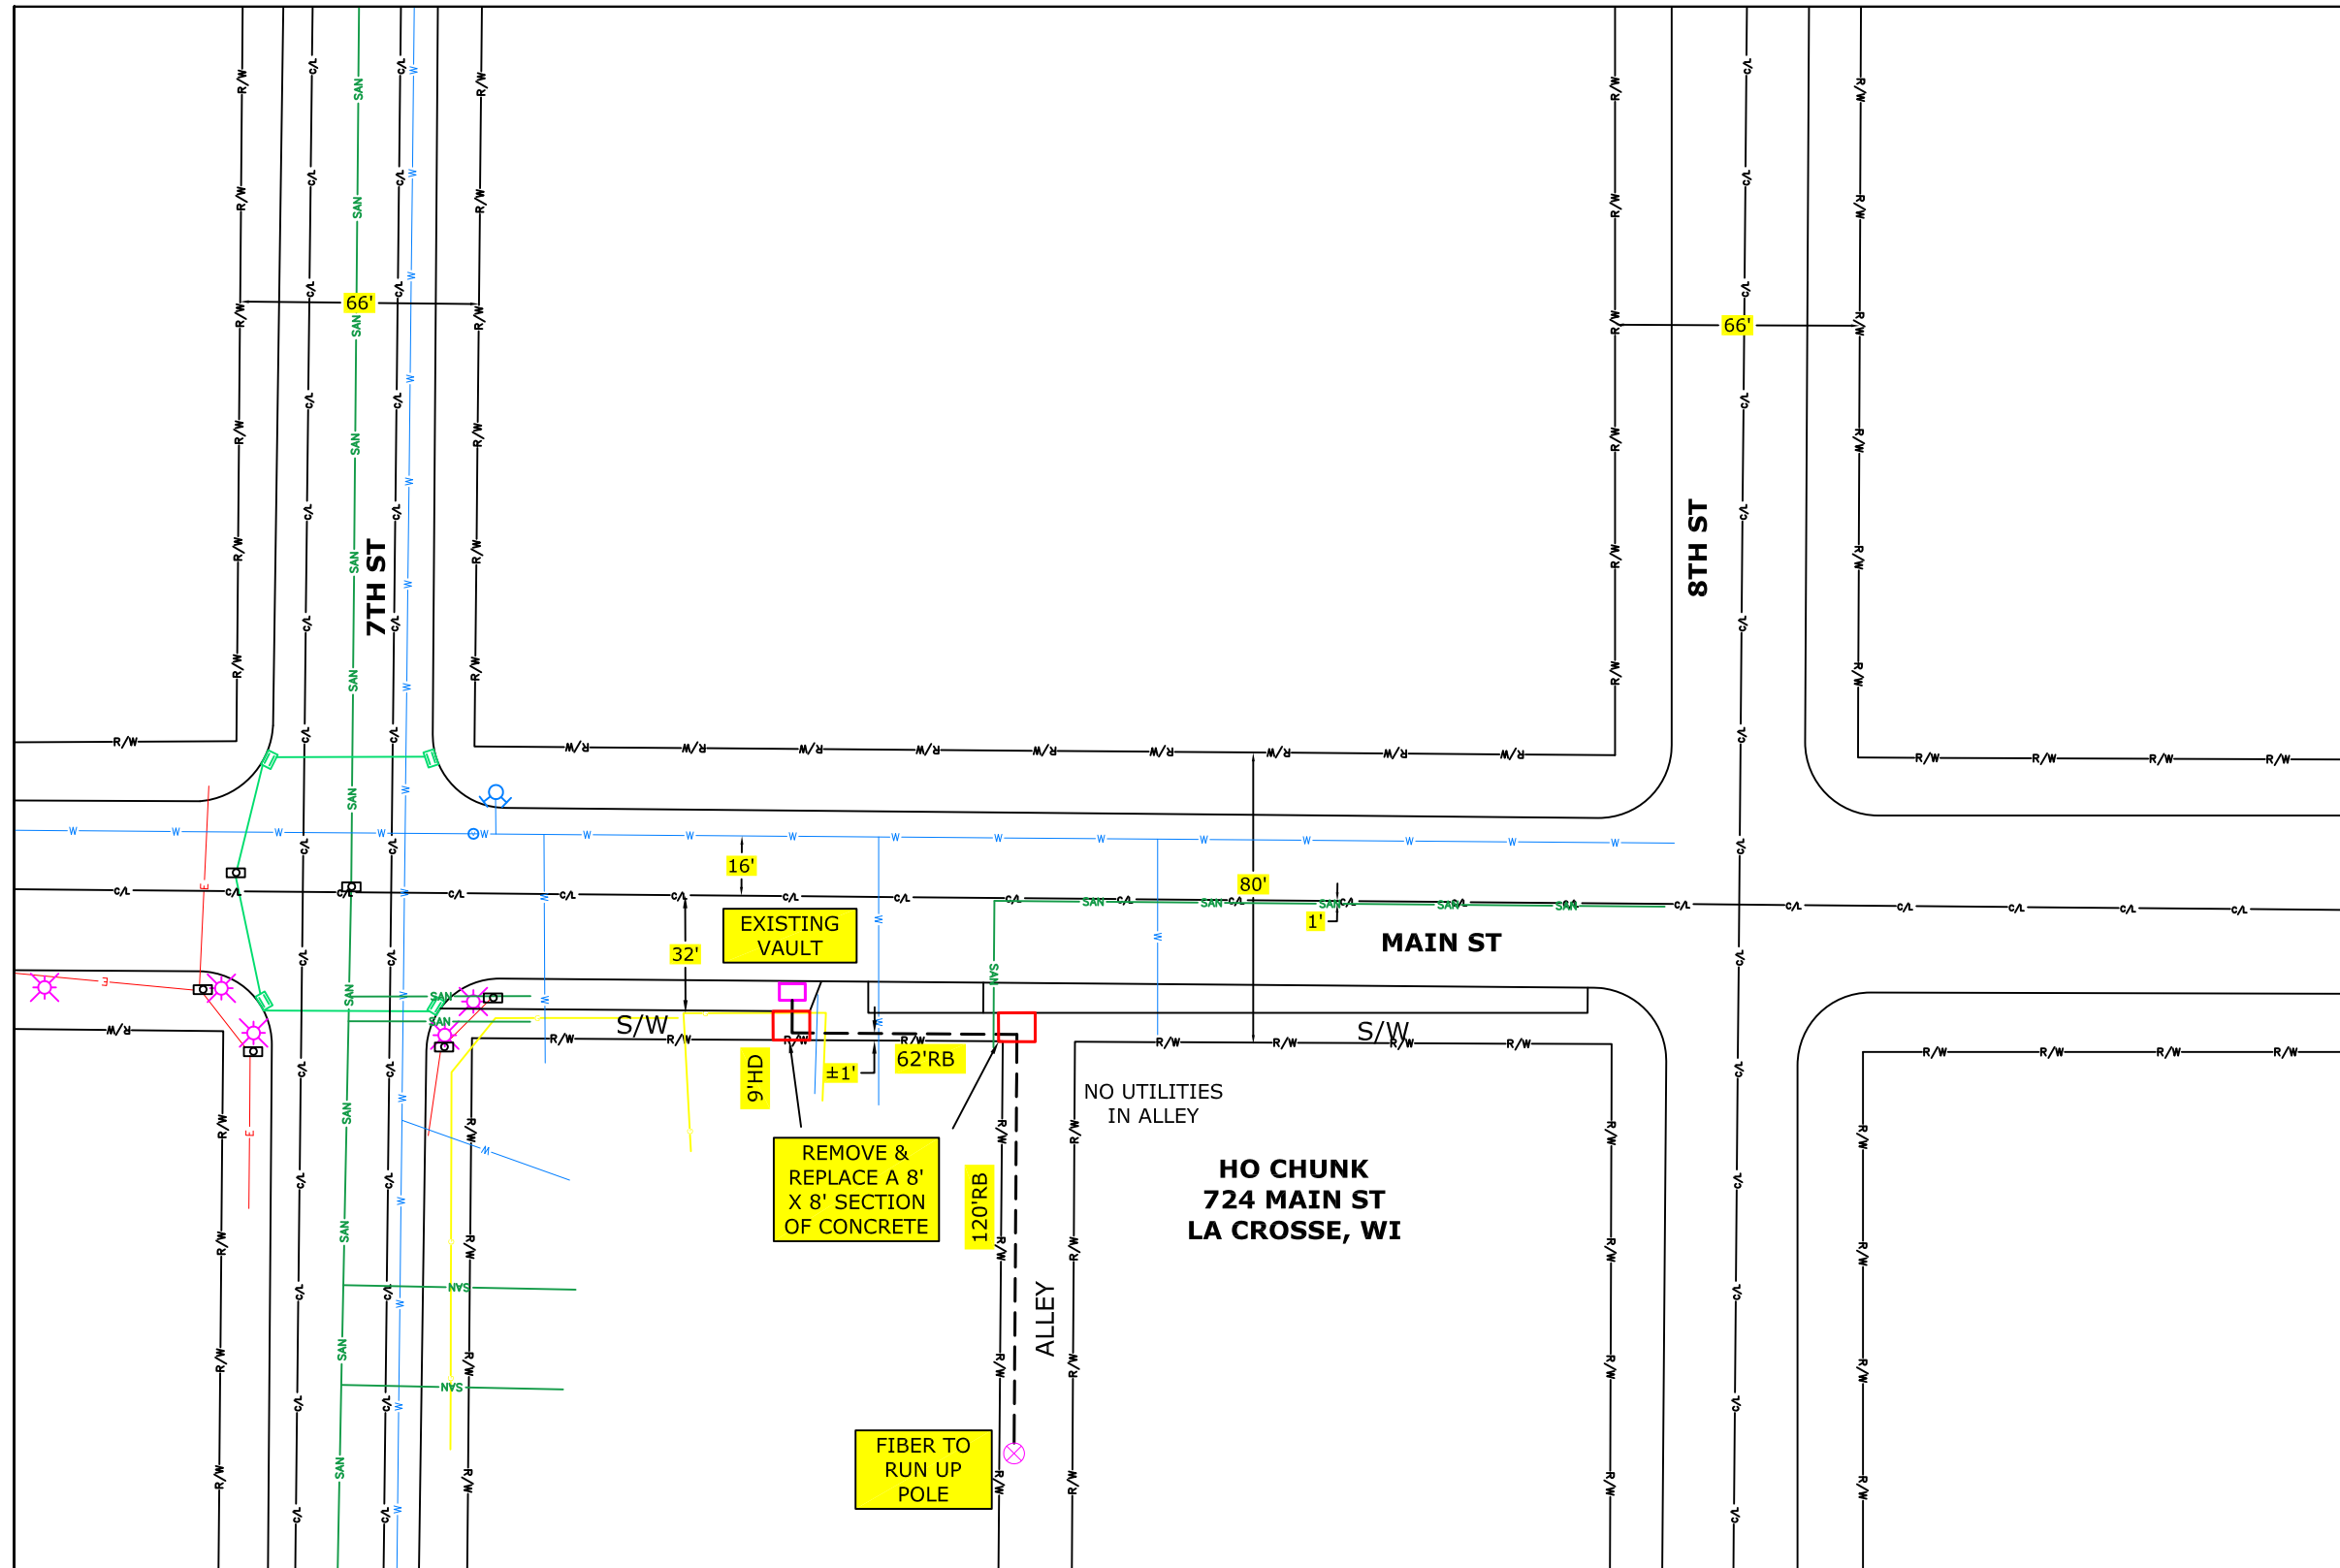 66'
66'
7TH ST
8TH ST
16'
80'
EXISTING
VAULT
1'
MAIN ST
32'
S/W
S/W
9'HD
±1'
62'RB
NO UTILITIES
IN ALLEY
REMOVE &
REPLACE A 8'
X 8' SECTION
OF CONCRETE
120'RB
HO CHUNK
724 MAIN ST
LA CROSSE, WI
ALLEY
FIBER TO
RUN UP
POLE
R/W
C/L
SAN
W
E